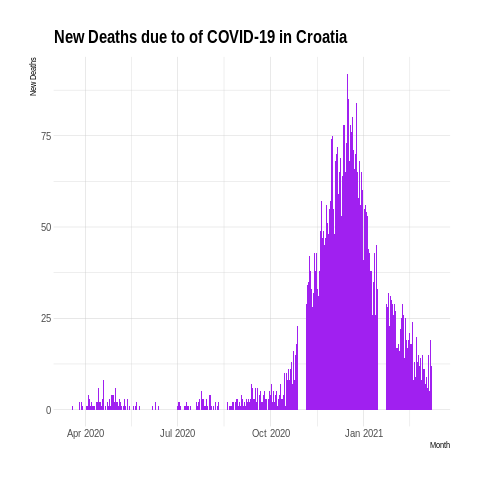 New Deaths due to of COVID-19 in Croatia
New Deaths
75
50
25
0
Apr 2020 Jul 2020 Oct 2020 Jan 2021
Month